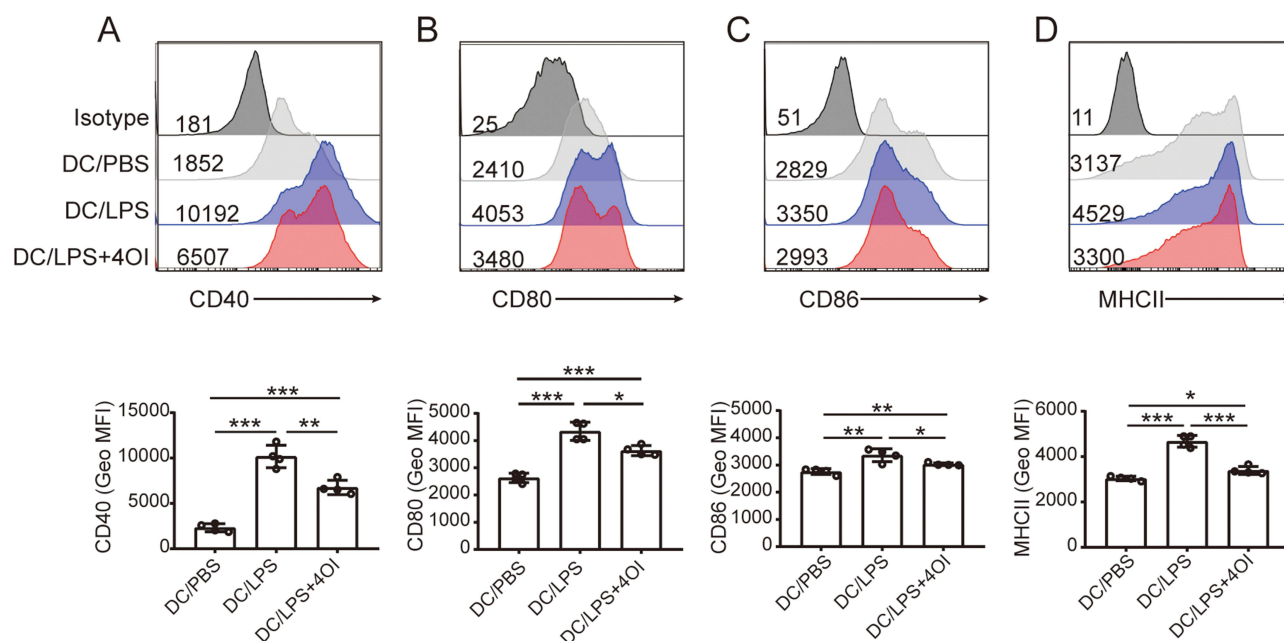 A
B
C
D
Isotype
DC/PBS
DC/LPS
DC/LPS+4OI
181
1852
10192
6507
CD40
25
2410
4053
3480
CD80
51
2829
3350
2993
CD86
11
3137
4529
3300
MHCII
CD40 (Geo MFI)
15000
10000
5000
0
***
*** **
DC/PBS
DC/LPS
DC/LPS+4OI
CD80 (Geo MFI)
5000
4000
3000
2000
1000
0
***
*** *
DC/PBS
DC/LPS
DC/LPS+4OI
CD86 (Geo MFI)
5000
4000
3000
2000
1000
0
**
** *
DC/PBS
DC/LPS
DC/LPS+4OI
MHCII (Geo MFI)
6000
4000
2000
0
*
*** ***
DC/PBS
DC/LPS
DC/LPS+4OI